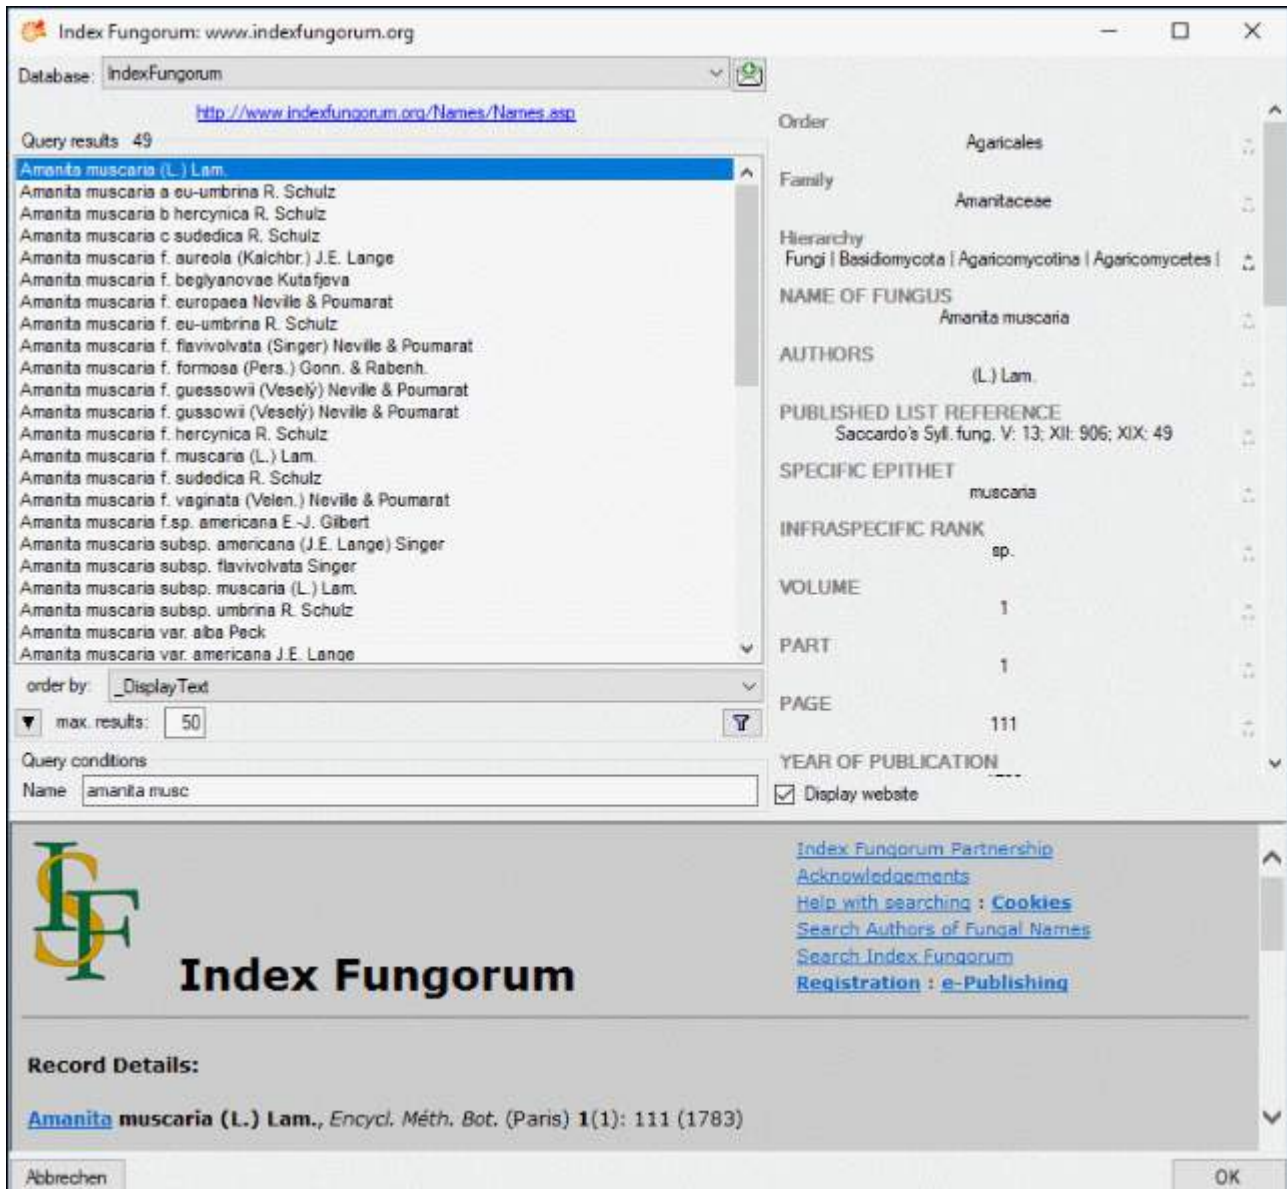 Index Fungorum: www.indexfungorum.org
Database: IndexFungorum
http://www.indexfungorum.org/Names/Names.asp
Query results 49
Amanita muscaria (L.) Lam.
Amanita muscaria a eu-umbrina R. Schulz
Amanita muscaria b hercynica R. Schulz
Amanita muscaria c sudedica R. Schulz
Amanita muscaria f. aureola (Kalchbr.) J.E. Lange
Amanita muscaria f. beglyanovae Kutafjeva
Amanita muscaria f. europaea Neville & Poumarat
Amanita muscaria f. eu-umbrina R. Schulz
Amanita muscaria f. flavivolvata (Singer) Neville & Poumarat
Amanita muscaria f. formosa (Pers.) Gonn. & Rabenh.
Amanita muscaria f. guessowii (Veselý) Neville & Poumarat
Amanita muscaria f. gussowii (Veselý) Neville & Poumarat
Amanita muscaria f. hercynica R. Schulz
Amanita muscaria f. muscaria (L.) Lam.
Amanita muscaria f. sudedica R. Schulz
Amanita muscaria f. vaginata (Velen.) Neville & Poumarat
Amanita muscaria f.sp. americana E.-J. Gilbert
Amanita muscaria subsp. americana (J.E. Lange) Singer
Amanita muscaria subsp. flavivolvata Singer
Amanita muscaria subsp. muscaria (L.) Lam.
Amanita muscaria subsp. umbrina R. Schulz
Amanita muscaria var. alba Peck
Amanita muscaria var. americana J.E. Lange
order by: _DisplayText
max. results: 50
Query conditions
Name amanita musc
Order
Agaricales
Family
Amanitaceae
Hierarchy
Fungi | Basidiomycota | Agaricomycotina | Agaricomycetes |
NAME OF FUNGUS
Amanita muscaria
AUTHORS
(L.) Lam.
PUBLISHED LIST REFERENCE
Saccardo's Syll. fung. V: 13; XII: 906; XIX: 49
SPECIFIC EPITHET
muscaria
INFRASPECIFIC RANK
sp.
VOLUME
1
PART
1
PAGE
111
YEAR OF PUBLICATION
Display website
Index Fungorum Partnership
Acknowledgements
Help with searching : Cookies
Search Authors of Fungal Names
Search Index Fungorum
Registration : e-Publishing
ISF
Index Fungorum
Record Details:
Amanita muscaria (L.) Lam., Encycl. Méth. Bot. (Paris) 1(1): 111 (1783)
Abbrechen
OK